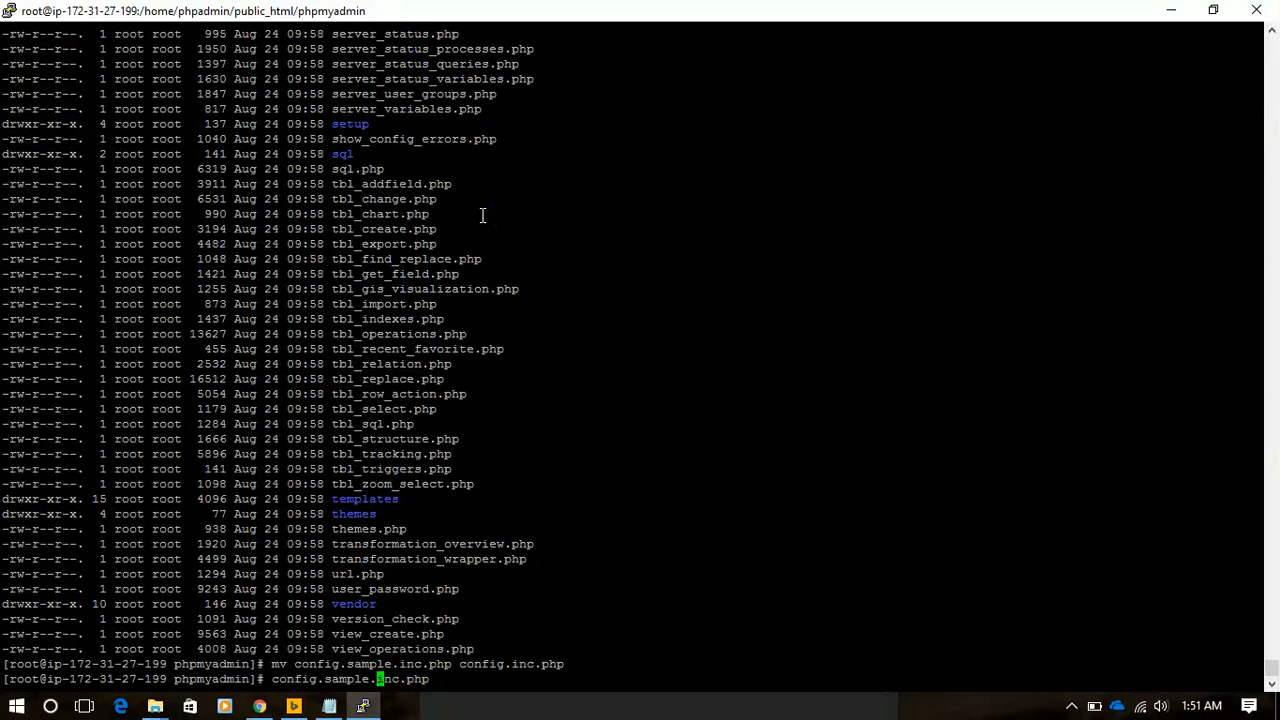 root@ip-172-31-27-199:/home/phpadmin/public_html/phpmyadmin
-rw-r--r--. 1 root root 995 Aug 24 09:58 server_status.php
-rw-r--r--. 1 root root 1950 Aug 24 09:58 server_status_processes.php
-rw-r--r--. 1 root root 1397 Aug 24 09:58 server_status_queries.php
-rw-r--r--. 1 root root 1630 Aug 24 09:58 server_status_variables.php
-rw-r--r--. 1 root root 1847 Aug 24 09:58 server_user_groups.php
-rw-r--r--. 1 root root 817 Aug 24 09:58 server_variables.php
drwxr-xr-x. 4 root root 137 Aug 24 09:58 setup
-rw-r--r--. 1 root root 1040 Aug 24 09:58 show_config_errors.php
drwxr-xr-x. 2 root root 141 Aug 24 09:58 sql
-rw-r--r--. 1 root root 6319 Aug 24 09:58 sql.php
-rw-r--r--. 1 root root 3911 Aug 24 09:58 tbl_addfield.php
-rw-r--r--. 1 root root 6531 Aug 24 09:58 tbl_change.php
-rw-r--r--. 1 root root 990 Aug 24 09:58 tbl_chart.php
-rw-r--r--. 1 root root 3194 Aug 24 09:58 tbl_create.php
-rw-r--r--. 1 root root 4482 Aug 24 09:58 tbl_export.php
-rw-r--r--. 1 root root 1048 Aug 24 09:58 tbl_find_replace.php
-rw-r--r--. 1 root root 1421 Aug 24 09:58 tbl_get_field.php
-rw-r--r--. 1 root root 1255 Aug 24 09:58 tbl_gis_visualization.php
-rw-r--r--. 1 root root 873 Aug 24 09:58 tbl_import.php
-rw-r--r--. 1 root root 1437 Aug 24 09:58 tbl_indexes.php
-rw-r--r--. 1 root root 13627 Aug 24 09:58 tbl_operations.php
-rw-r--r--. 1 root root 455 Aug 24 09:58 tbl_recent_favorite.php
-rw-r--r--. 1 root root 2532 Aug 24 09:58 tbl_relation.php
-rw-r--r--. 1 root root 16512 Aug 24 09:58 tbl_replace.php
-rw-r--r--. 1 root root 5054 Aug 24 09:58 tbl_row_action.php
-rw-r--r--. 1 root root 1179 Aug 24 09:58 tbl_select.php
-rw-r--r--. 1 root root 1284 Aug 24 09:58 tbl_sql.php
-rw-r--r--. 1 root root 1666 Aug 24 09:58 tbl_structure.php
-rw-r--r--. 1 root root 5896 Aug 24 09:58 tbl_tracking.php
-rw-r--r--. 1 root root 141 Aug 24 09:58 tbl_triggers.php
-rw-r--r--. 1 root root 1098 Aug 24 09:58 tbl_zoom_select.php
drwxr-xr-x. 15 root root 4096 Aug 24 09:58 templates
drwxr-xr-x. 4 root root 77 Aug 24 09:58 themes
-rw-r--r--. 1 root root 938 Aug 24 09:58 themes.php
-rw-r--r--. 1 root root 1920 Aug 24 09:58 transformation_overview.php
-rw-r--r--. 1 root root 4499 Aug 24 09:58 transformation_wrapper.php
-rw-r--r--. 1 root root 1294 Aug 24 09:58 url.php
-rw-r--r--. 1 root root 9243 Aug 24 09:58 user_password.php
drwxr-xr-x. 10 root root 146 Aug 24 09:58 vendor
-rw-r--r--. 1 root root 1091 Aug 24 09:58 version_check.php
-rw-r--r--. 1 root root 9563 Aug 24 09:58 view_create.php
-rw-r--r--. 1 root root 4008 Aug 24 09:58 view_operations.php
[root@ip-172-31-27-199 phpmyadmin]# mv config.sample.inc.php config.inc.php
[root@ip-172-31-27-199 phpmyadmin]# config.sample.inc.php
1:51 AM